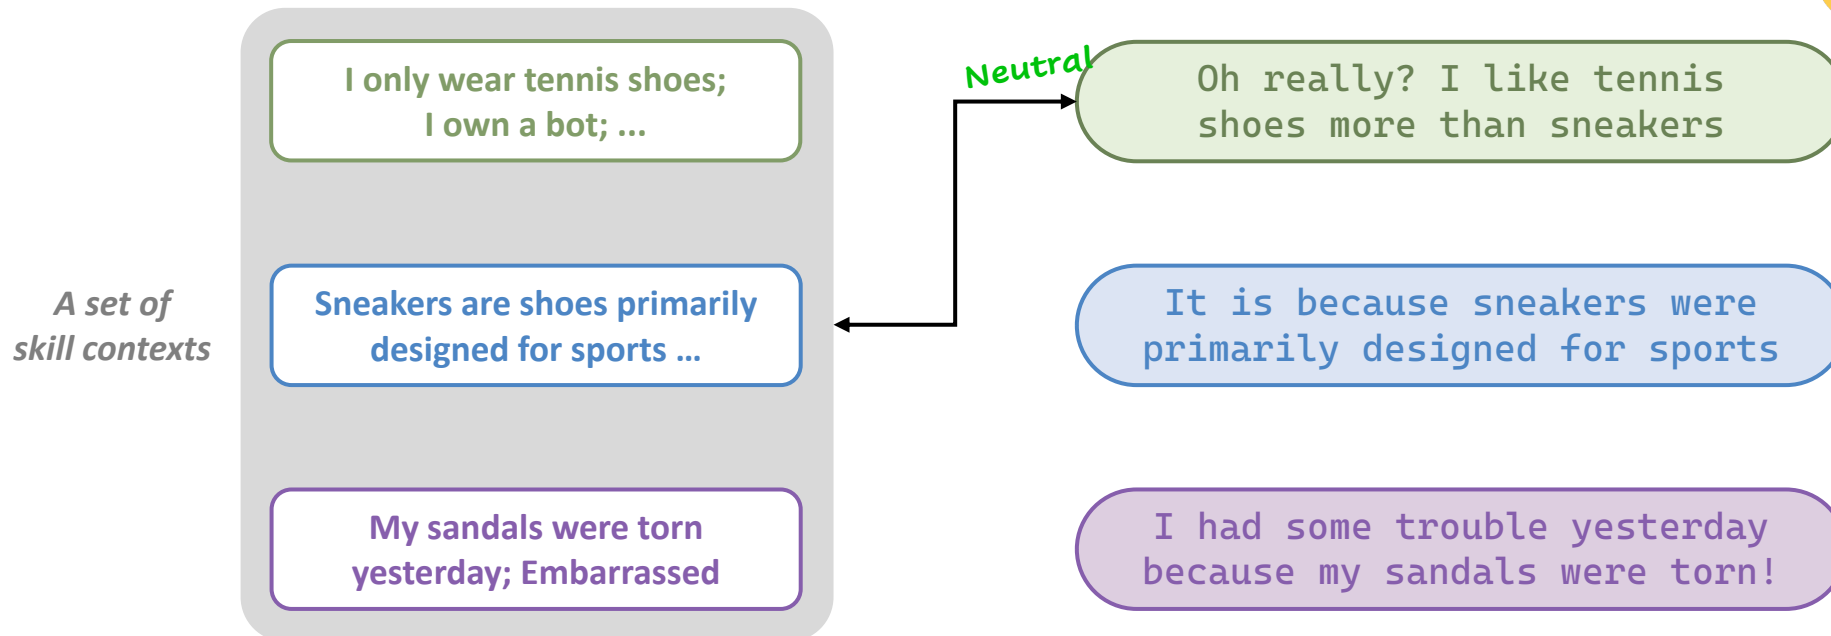 I only wear tennis shoes;
I own a bot; ...
Neutral
Oh really? I like tennis
shoes more than sneakers
A set of
skill contexts
Sneakers are shoes primarily
designed for sports ...
It is because sneakers were
primarily designed for sports
My sandals were torn
yesterday; Embarrassed
I had some trouble yesterday
because my sandals were torn!